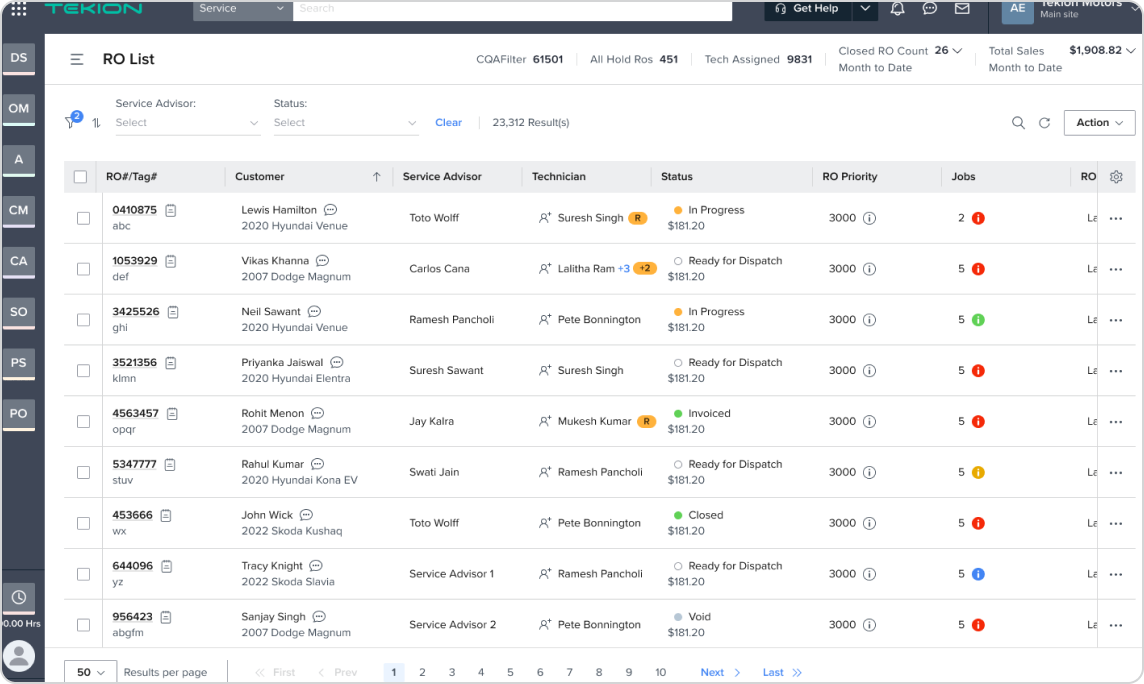 TEKION
Service
Search
Get Help
AE
Tekion Motors
Main site
DS
OM
A
CM
CA
SO
PS
PO
00.00 Hrs
RO List
CQAFilter 61501
All Hold Ros 451
Tech Assigned 9831
Closed RO Count 26
Month to Date
Total Sales $1,908.82
Month to Date
2
Service Advisor:
Select
Status:
Select
Clear
23,312 Result(s)
Action
RO#/Tag# Customer Service Advisor Technician Status RO Priority Jobs RO
0410875 Lewis Hamilton Toto Wolff Suresh Singh R In Progress 3000 2 La
abc 2020 Hyundai Venue $181.20
1053929 Vikas Khanna Carlos Cana Lalitha Ram +3 +2 Ready for Dispatch 3000 5 La
def 2007 Dodge Magnum $181.20
3425526 Neil Sawant Ramesh Pancholi Pete Bonnington In Progress 3000 5 La
ghi 2020 Hyundai Venue $181.20
3521356 Priyanka Jaiswal Suresh Sawant Suresh Singh Ready for Dispatch 3000 5 La
klmn 2020 Hyundai Elentra $181.20
4563457 Rohit Menon Jay Kalra Mukesh Kumar R Invoiced 3000 5 La
opqr 2007 Dodge Magnum $181.20
5347777 Rahul Kumar Swati Jain Ramesh Pancholi Ready for Dispatch 3000 5 La
stuv 2020 Hyundai Kona EV $181.20
453666 John Wick Toto Wolff Pete Bonnington Closed 3000 5 La
wx 2022 Skoda Kushaq $181.20
644096 Tracy Knight Service Advisor 1 Ramesh Pancholi Ready for Dispatch 3000 5 La
yz 2022 Skoda Slavia $181.20
956423 Sanjay Singh Service Advisor 2 Pete Bonnington Void 3000 5 La
abgfm 2007 Dodge Magnum $181.20
50 Results per page First Prev 1 2 3 4 5 6 7 8 9 10 Next Last